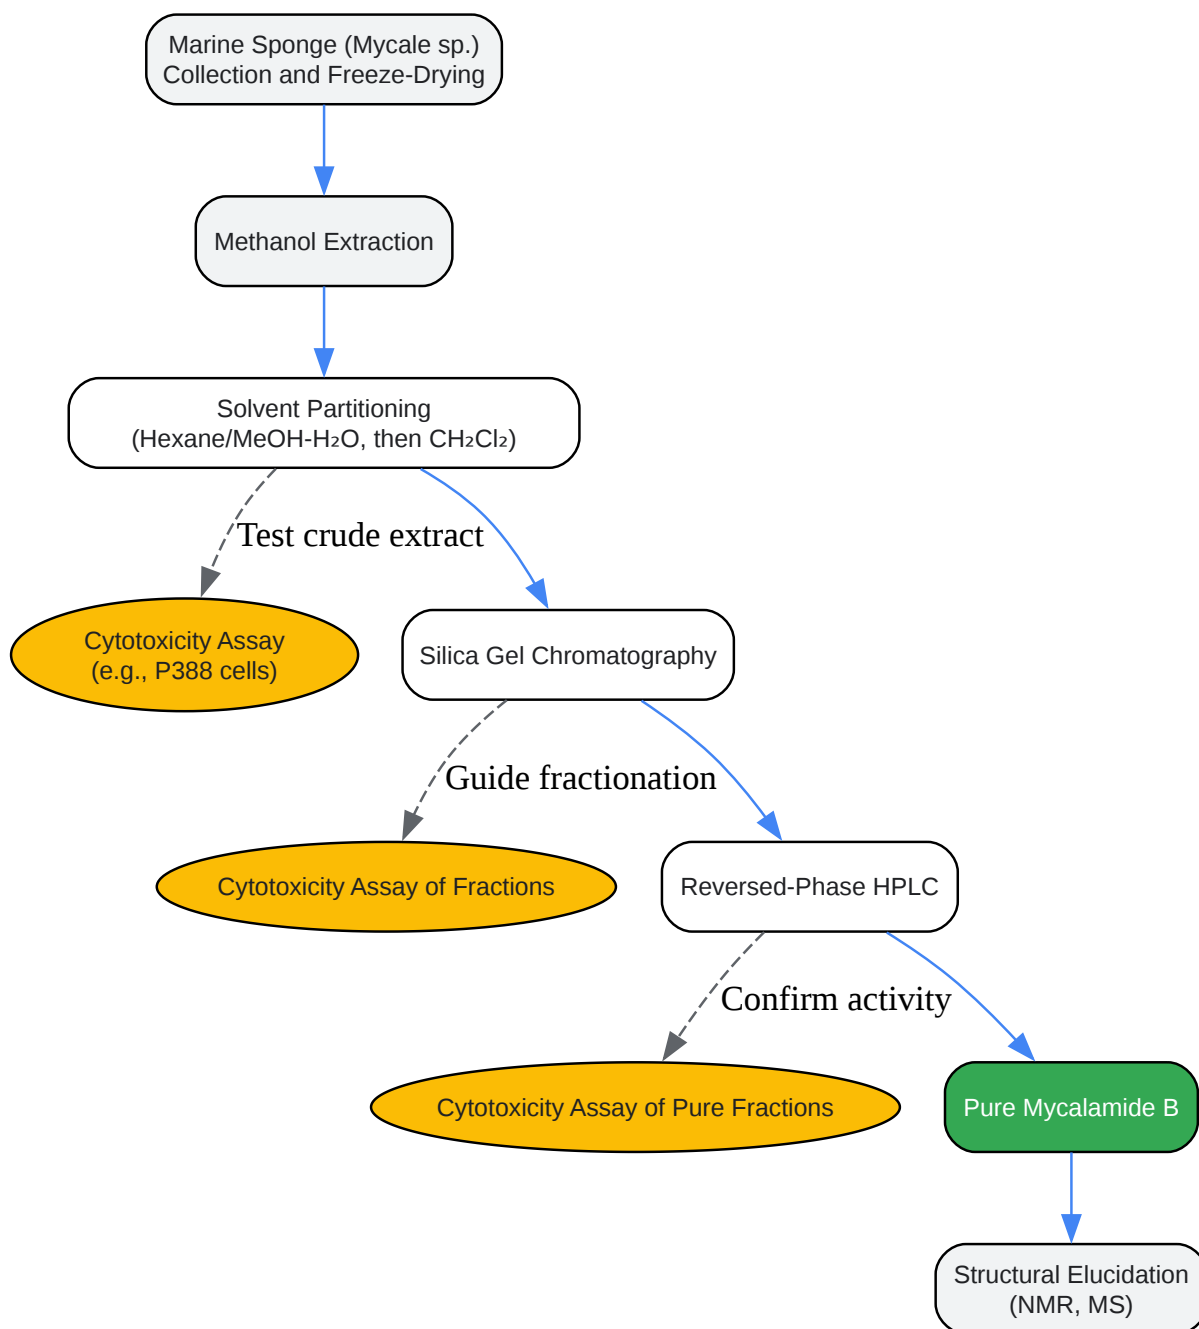 Marine Sponge (Mycale sp.)
Collection and Freeze-Drying
Methanol Extraction
Solvent Partitioning
(Hexane/MeOH-H₂O, then CH₂Cl₂)
Test crude extract
Cytotoxicity Assay
(e.g., P388 cells)
Silica Gel Chromatography
Guide fractionation
Cytotoxicity Assay of Fractions
Reversed-Phase HPLC
Confirm activity
Cytotoxicity Assay of Pure Fractions
Pure Mycalamide B
Structural Elucidation
(NMR, MS)